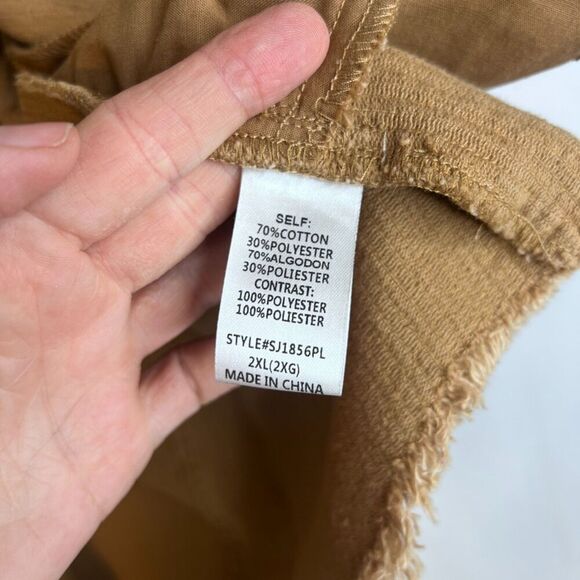 SELF:
70%COTTON
30%POLYESTER
70%ALGODON
30%POLIESTER
CONTRAST:
100%POLYESTER
100%POLIESTER
STYLE#SJ1856PL
2XL(2XG)
MADE IN CHINA